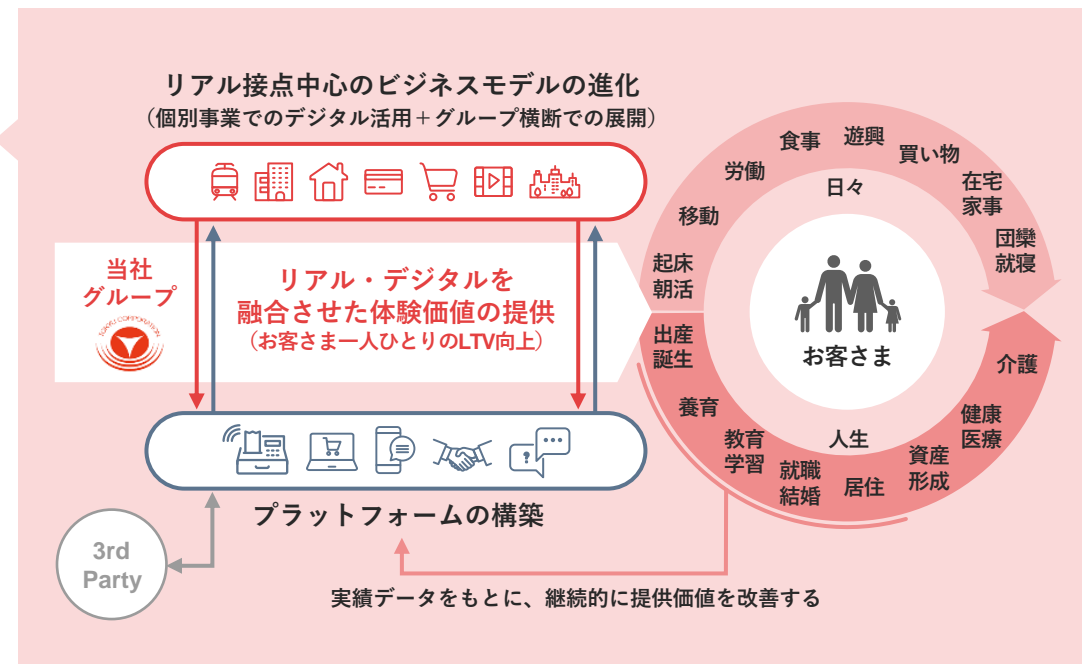 リアル接点中心のビジネスモデルの進化
（個別事業でのデジタル活用＋グループ横断での展開）
当社
グループ
TOKYU CORPORATION
リアル・デジタルを
融合させた体験価値の提供
（お客さま一人ひとりのLTV向上）
?
プラットフォームの構築
3rd
Party
実績データをもとに、継続的に提供価値を改善する
日々
起床
朝活
移動
労働
食事
遊興
買い物
在宅
家事
団欒
就寝
お客さま
人生
出産
誕生
養育
教育
学習
就職
結婚
居住
資産
形成
健康
医療
介護